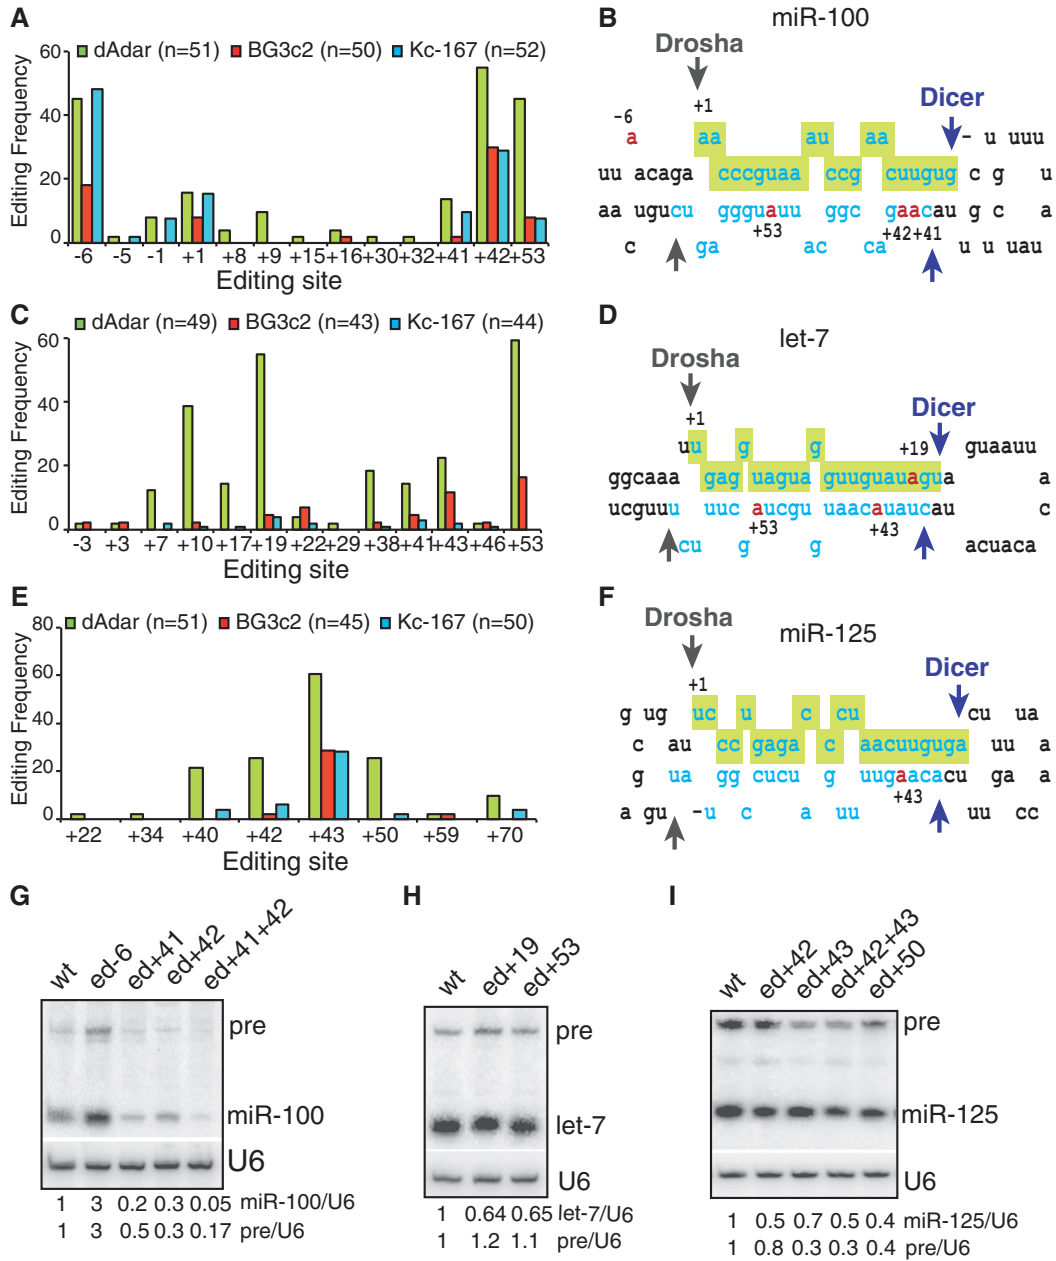 A
dAdar (n=51) BG3c2 (n=50) Kc-167 (n=52)
Editing Frequency
60
40
20
0
-6 -5 -1 +1 +8 +9 +15 +16 +30 +32 +41 +42 +53
Editing site
B
miR-100
Drosha
Dicer
-6 +1
a aa au aa - u uuu
uu acaga cccguaa ccg cuugug c g u
aa ugucu ggguauu ggc gaacau g c a
+53 +42 +41
c ga ac ca u u uau
C
dAdar (n=49) BG3c2 (n=43) Kc-167 (n=44)
Editing Frequency
60
40
20
0
-3 +3 +7 +10 +17 +19 +22 +29 +38 +41 +43 +46 +53
Editing site
D
let-7
Drosha
Dicer
+1 +19
uu g g guaauu
ggcaaa gag uagua guuguauagua a
ucguuu uuc aucgu uaacauaucau c
+53 +43
cu g g acuaca
E
dAdar (n=51) BG3c2 (n=45) Kc-167 (n=50)
Editing Frequency
80
60
40
20
0
+22 +34 +40 +42 +43 +50 +59 +70
Editing site
F
miR-125
Drosha
Dicer
+1
g ug uc u c cu cu ua
c au cc gaga c aacuuguga uu a
g ua gg cucu g uugaacacu ga a
+43
a gu -u c a uu uu cc
G
wt ed-6 ed+41 ed+42 ed+41+42
pre
miR-100
U6
1 3 0.2 0.3 0.05 miR-100/U6
1 3 0.5 0.3 0.17 pre/U6
H
wt ed+19 ed+53
pre
let-7
U6
1 0.64 0.65 let-7/U6
1 1.2 1.1 pre/U6
I
wt ed+42 ed+43 ed+42+43 ed+50
pre
miR-125
U6
1 0.5 0.7 0.5 0.4 miR-125/U6
1 0.8 0.3 0.3 0.4 pre/U6